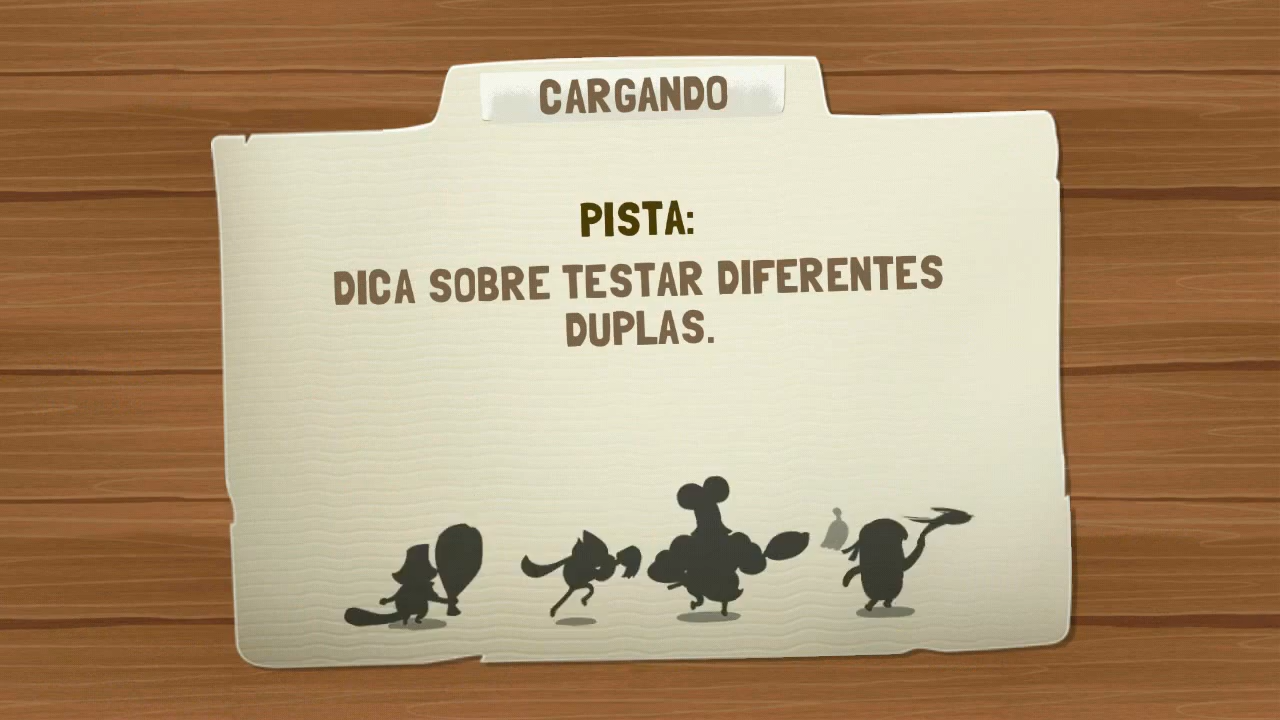 CARGANDO
PISTA:
DICA SOBRE TESTAR DIFERENTES
DUPLAS.